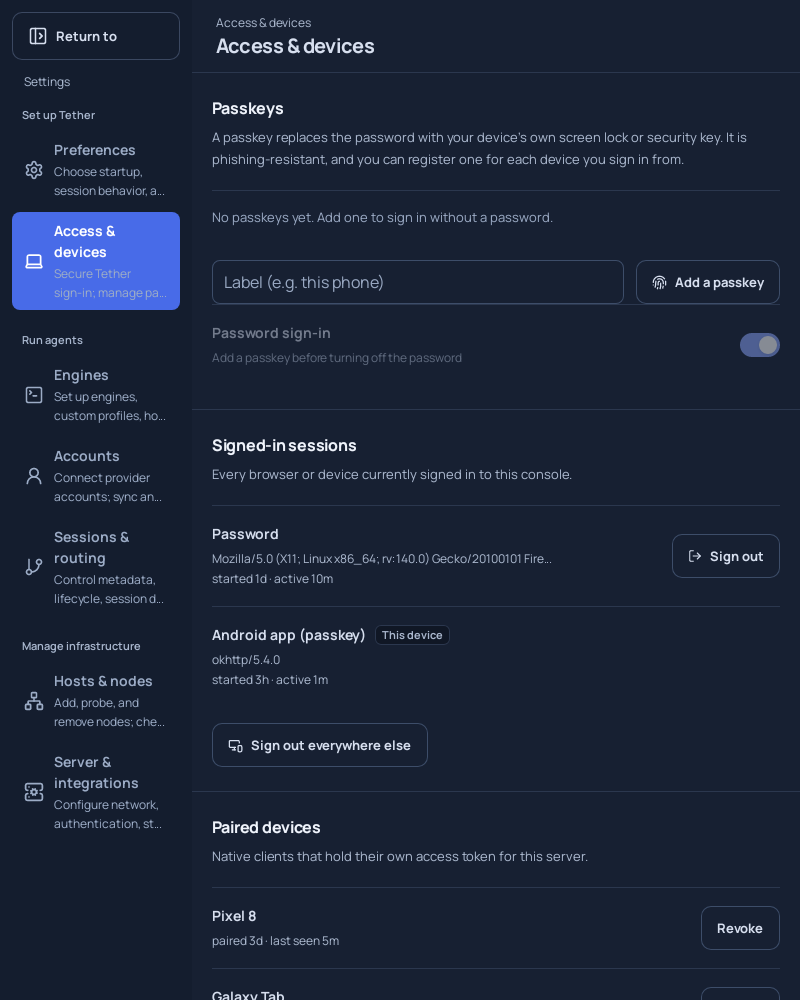 Return to
Settings
Set up Tether
Preferences
Choose startup,
session behavior, a...
Access &
devices
Secure Tether
sign-in; manage pa...
Run agents
Engines
Set up engines,
custom profiles, ho...
Accounts
Connect provider
accounts; sync an...
Sessions &
routing
Control metadata,
lifecycle, session d...
Manage infrastructure
Hosts & nodes
Add, probe, and
remove nodes; che...
Server &
integrations
Configure network,
authentication, st...
Access & devices
Access & devices
Passkeys
A passkey replaces the password with your device's own screen lock or security key. It is
phishing-resistant, and you can register one for each device you sign in from.
No passkeys yet. Add one to sign in without a password.
Label (e.g. this phone)
Add a passkey
Password sign-in
Add a passkey before turning off the password
Signed-in sessions
Every browser or device currently signed in to this console.
Password
Mozilla/5.0 (X11; Linux x86_64; rv:140.0) Gecko/20100101 Fire...
started 1d · active 10m
Sign out
Android app (passkey)
This device
okhttp/5.4.0
started 3h · active 1m
Sign out everywhere else
Paired devices
Native clients that hold their own access token for this server.
Pixel 8
paired 3d · last seen 5m
Revoke
Galaxy Tab